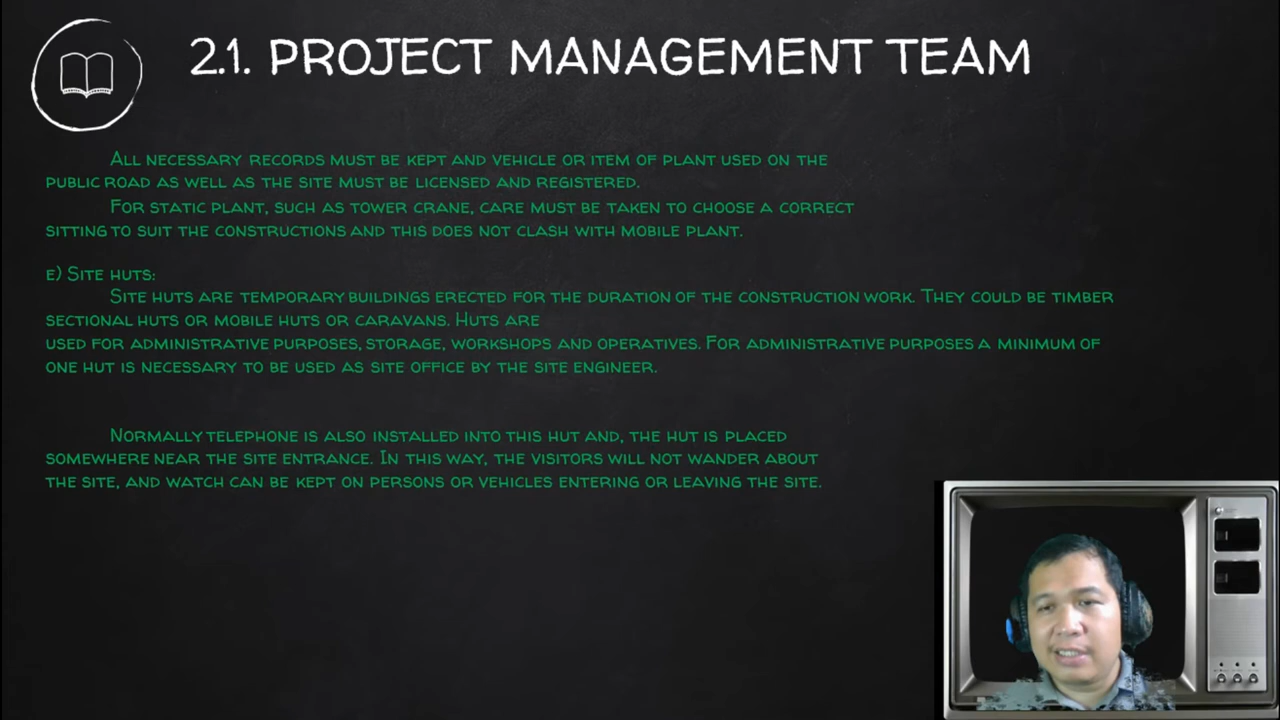 2.1. PROJECT MANAGEMENT TEAM
All necessary records must be kept and vehicle or item of plant used on the
public road as well as the site must be licensed and registered.
For static plant, such as tower crane, care must be taken to choose a correct
sitting to suit the constructions and this does not clash with mobile plant.
e) Site huts:
Site huts are temporary buildings erected for the duration of the construction work. They could be timber
sectional huts or mobile huts or caravans. Huts are
used for administrative purposes, storage, workshops and operatives. For administrative purposes a minimum of
one hut is necessary to be used as site office by the site engineer.
Normally telephone is also installed into this hut and, the hut is placed
somewhere near the site entrance. In this way, the visitors will not wander about
the site, and watch can be kept on persons or vehicles entering or leaving the site.